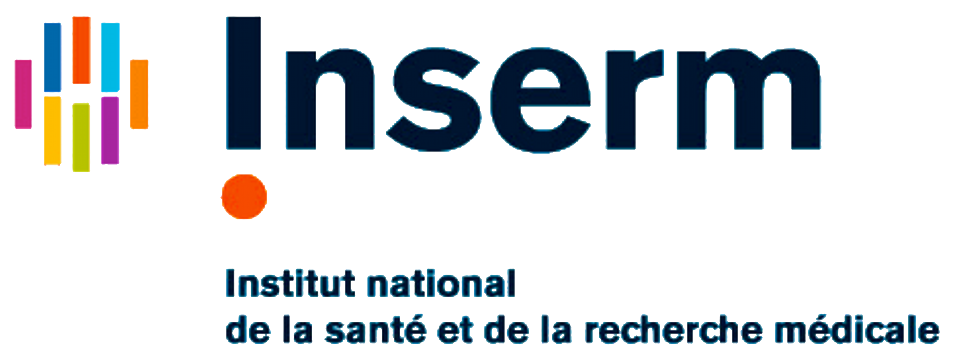 Inserm
Institut national
de la santé et de la recherche médicale